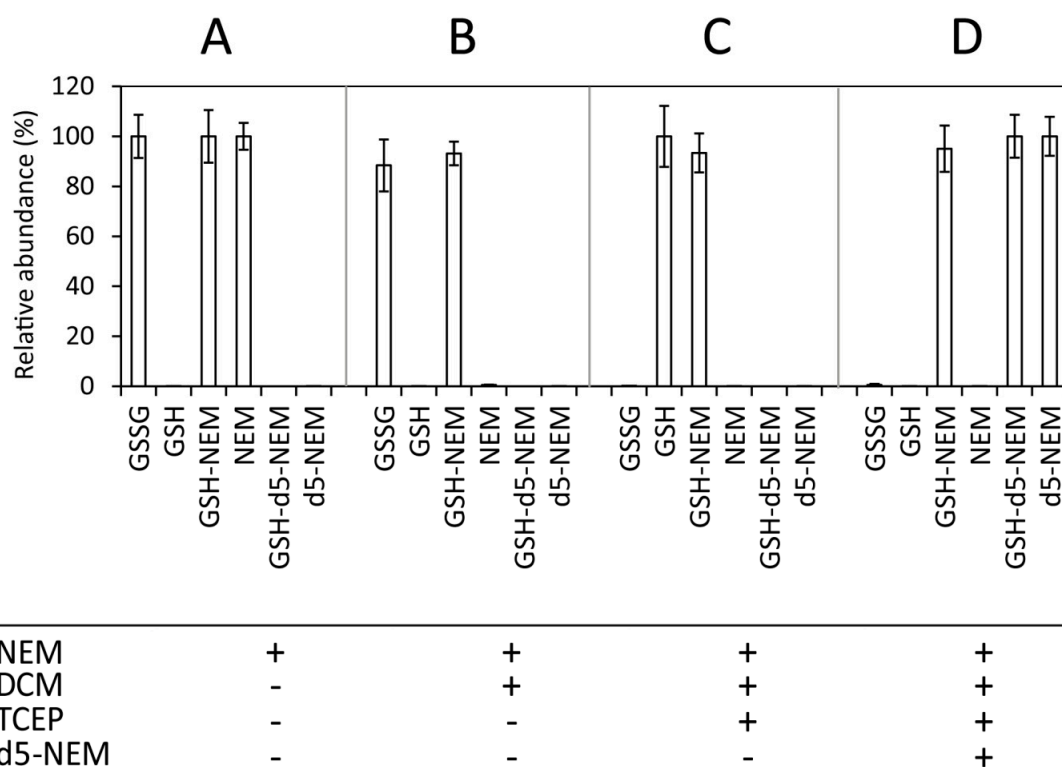 A B C D
Relative abundance (%)
120
100
80
60
40
20
0
GSSG GSH GSH-NEM NEM GSH-d5-NEM d5-NEM GSSG GSH GSH-NEM NEM GSH-d5-NEM d5-NEM GSSG GSH GSH-NEM NEM GSH-d5-NEM d5-NEM GSSG GSH GSH-NEM NEM GSH-d5-NEM d5-NEM
NEM + + + +
DCM - + + +
TCEP - - + +
d5-NEM - - - +